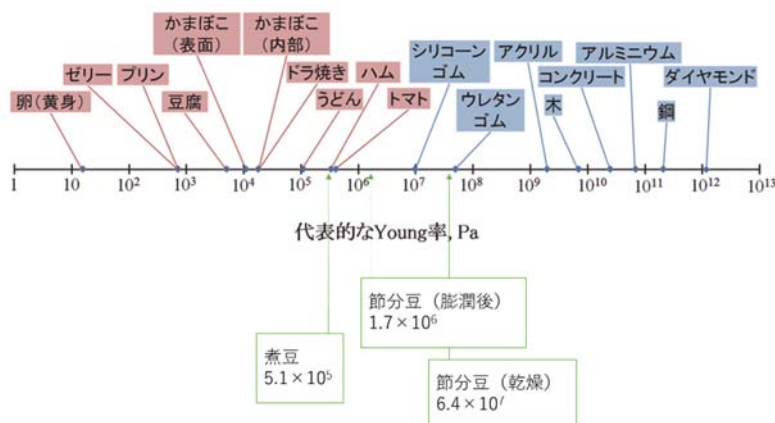 かまぼこ
(表面)
かまぼこ
(内部)
シリコーン
ゴム
アクリル
アルミニウム
ゼリー
プリン
ドラ焼き
ハム
コンクリート
ダイヤモンド
卵(黄身)
豆腐
うどん
トマト
ウレタン
ゴム
木
鋼
1 10 10² 10³ 10⁴ 10⁵ 10⁶ 10⁷ 10⁸ 10⁹ 10¹⁰ 10¹¹ 10¹² 10¹³
代表的なYoung率, Pa
節分豆（膨潤後）
1.7×10⁶
煮豆
5.1×10⁵
節分豆（乾燥）
6.4×10⁷